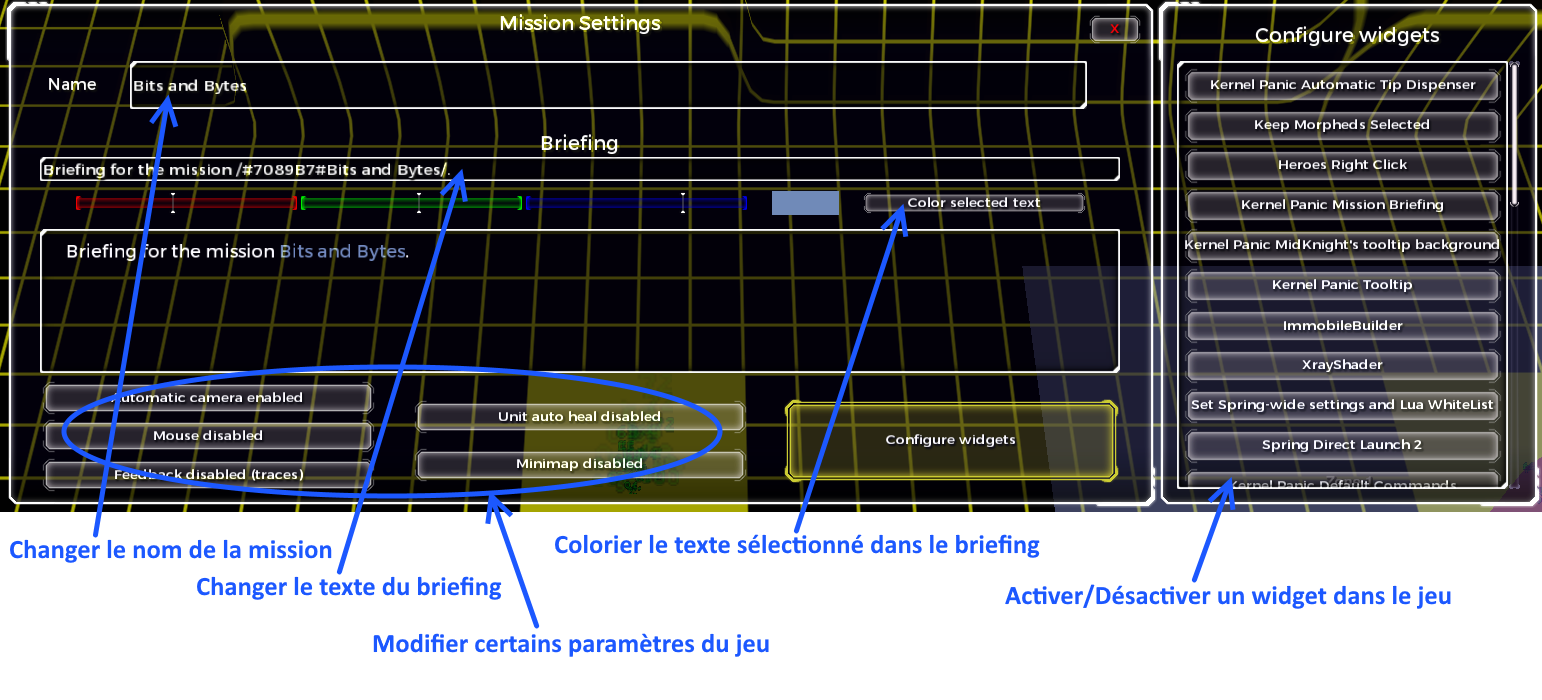 Mission Settings
X
Name
Bits and Bytes
Briefing
Briefing for the mission /#7089B7#Bits and Bytes/.
Color selected text
Briefing for the mission Bits and Bytes.
Automatic camera enabled
Mouse disabled
Feedback disabled (traces)
Unit auto heal disabled
Minimap disabled
Configure widgets
Configure widgets
Kernel Panic Automatic Tip Dispenser
Keep Morpheds Selected
Heroes Right Click
Kernel Panic Mission Briefing
Kernel Panic MidKnight's tooltip background
Kernel Panic Tooltip
ImmobileBuilder
XrayShader
Set Spring-wide settings and Lua WhiteList
Spring Direct Launch 2
Kernel Panic Default Commands
Changer le nom de la mission
Changer le texte du briefing
Modifier certains paramètres du jeu
Colorier le texte sélectionné dans le briefing
Activer/Désactiver un widget dans le jeu